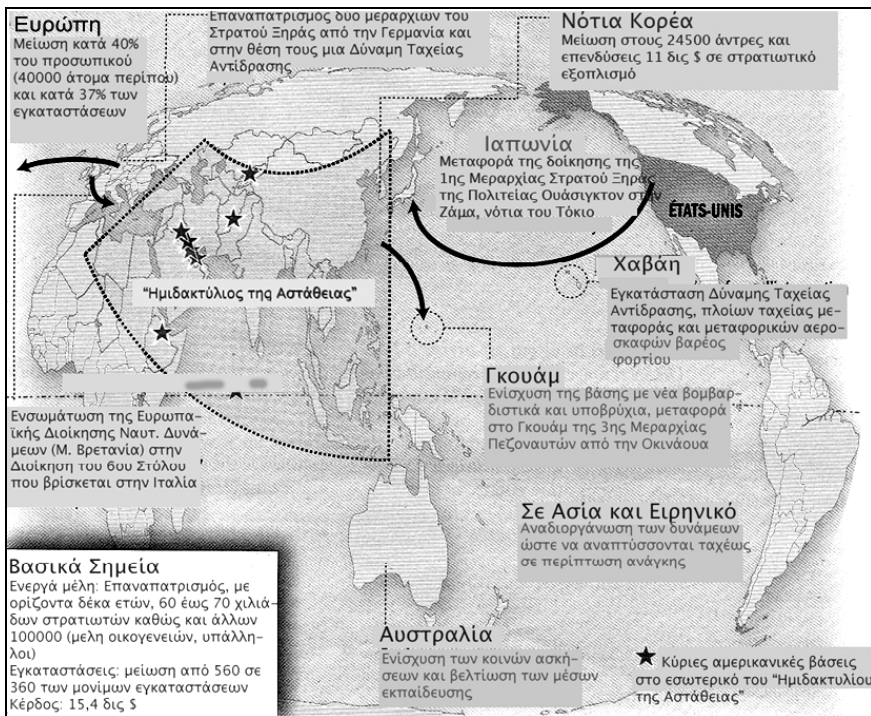 Ευρώπη
Μείωση κατά 40%
του προσωπικού
(40000 άτομα περίπου)
και κατά 37% των
εγκαταστάσεων
Επαναπατρισμός δύο μεραρχιών του
Στρατού Ξηράς από την Γερμανία και
στην θέση τους μια Δύναμη Ταχείας
Αντίδρασης
Νότια Κορέα
Μείωση στους 24500 άντρες και
επενδύσεις 11 δις $ σε στρατιωτικό
εξοπλισμό
Ιαπωνία
Μεταφορά της δοίκησης της
1ης Μεραρχίας Στρατού Ξηράς
της Πολιτείας Ουάσιγκτον στην
Ζάμα, νότια του Τόκιο
ÉTATS-UNIS
Χαβάη
Εγκατάσταση Δύναμης Ταχείας
Αντίδρασης, πλοίων ταχείας με-
ταφοράς και μεταφορικών αερο-
σκαφών βαρέος
φορτίου
"Ημιδακτύλιος της Αστάθειας"
Γκουάμ
Ενίσχυση της βάσης με νέα βομβαρ-
διστικά και υποβρύχια, μεταφορά
στο Γκουάμ της 3ης Μεραρχίας
Πεζοναυτών από την Οκινάουα
Ενσωμάτωση της Ευρωπα-
ϊκής Διοίκησης Ναυτ. Δυνά-
μεων (Μ. Βρετανία) στην
Διοίκηση του 6ου Στόλου
που βρίσκεται στην Ιταλία
Σε Ασία και Ειρηνικό
Αναδιοργάνωση των δυνάμεων
ώστε να αναπτύσσονται ταχέως
σε περίπτωση ανάγκης
Βασικά Σημεία
Ενεργά μέλη: Επαναπατρισμός, με
ορίζοντα δέκα ετών, 60 έως 70 χιλιά-
δων στρατιωτών καθώς και άλλων
100000 (μελη οικογενειών, υπάλλη-
λοι)
Εγκαταστάσεις: μείωση από 560 σε
360 των μονίμων εγκαταστάσεων
Κέρδος: 15,4 δις $
Αυστραλία
Ενίσχυση των κοινών ασκή-
σεων και βελτίωση των μέσων
εκπαίδευσης
Κύριες αμερικανικές βάσεις
στο εσωτερικό του "Ημιδακτυλίου
της Αστάθειας"